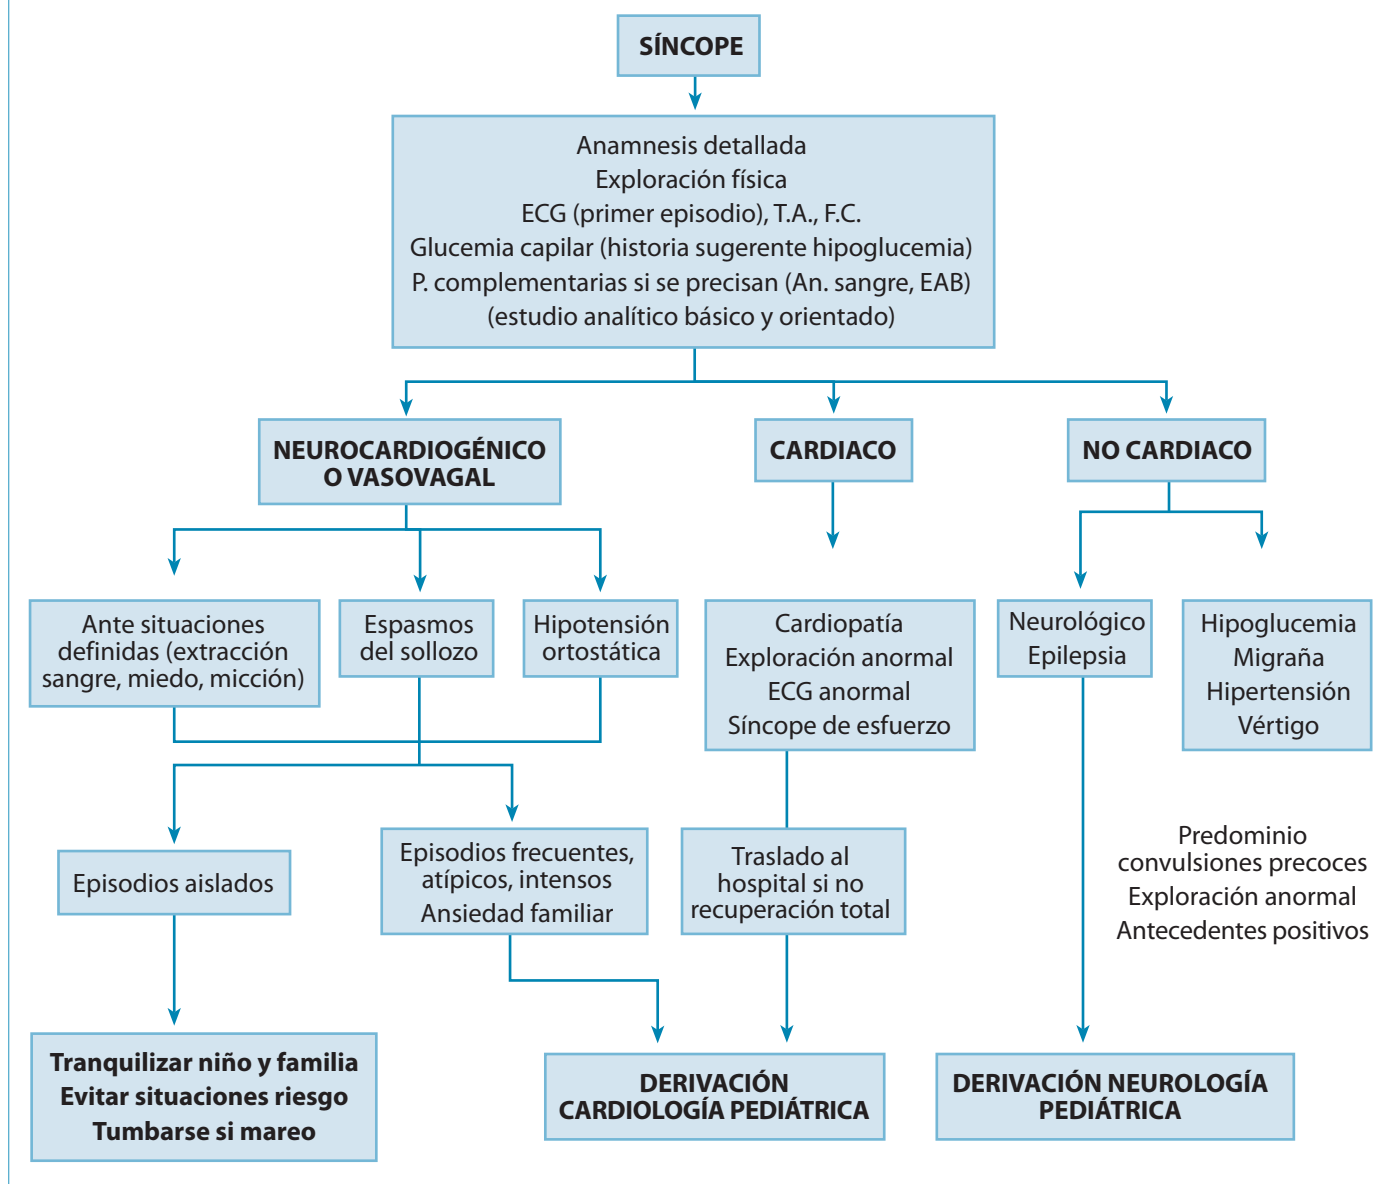 SÍNCOPE
Anamnesis detallada
Exploración física
ECG (primer episodio), T.A., F.C.
Glucemia capilar (historia sugerente hipoglucemia)
P. complementarias si se precisan (An. sangre, EAB)
(estudio analítico básico y orientado)
NEUROCARDIOGÉNICO
O VASOVAGAL
CARDIACO
NO CARDIACO
Ante situaciones
definidas (extracción
sangre, miedo, micción)
Espasmos
del sollozo
Hipotensión
ortostática
Cardiopatía
Exploración anormal
ECG anormal
Síncope de esfuerzo
Neurológico
Epilepsia
Hipoglucemia
Migraña
Hipertensión
Vértigo
Episodios aislados
Episodios frecuentes,
atípicos, intensos
Ansiedad familiar
Traslado al
hospital si no
recuperación total
Predominio
convulsiones precoces
Exploración anormal
Antecedentes positivos
Tranquilizar niño y familia
Evitar situaciones riesgo
Tumbarse si mareo
DERIVACIÓN
CARDIOLOGÍA PEDIÁTRICA
DERIVACIÓN NEUROLOGÍA
PEDIÁTRICA